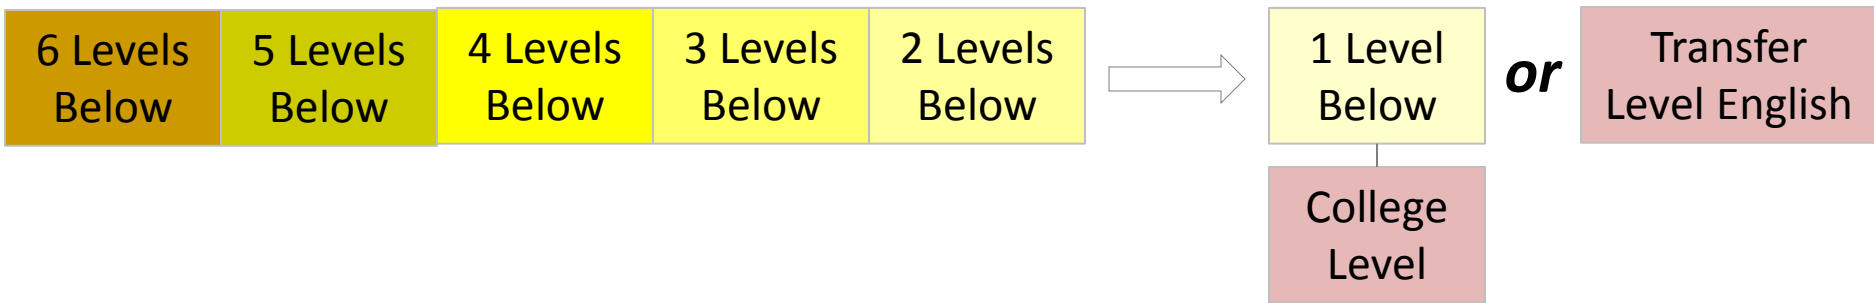 6 Levels
Below
5 Levels
Below
4 Levels
Below
3 Levels
Below
2 Levels
Below
1 Level
Below
or
Transfer
Level English
College
Level